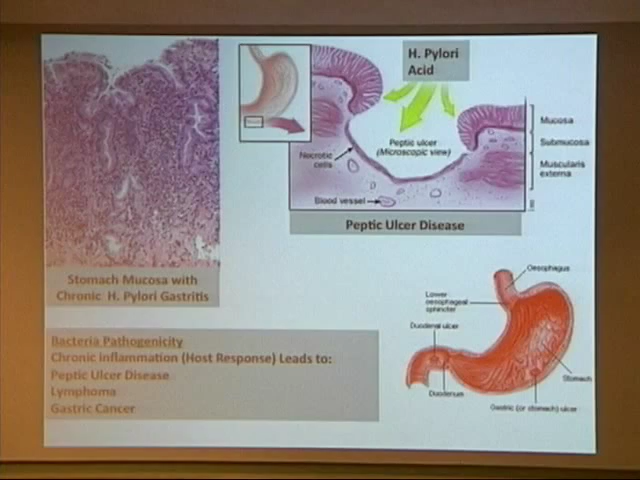 H. Pylori
Acid
Peptic ulcer
(Microscopic view)
Necrotic
cells
Blood vessel
Mucosa
Submucosa
Muscularis
externa
Peptic Ulcer Disease
Stomach Mucosa with
Chronic H. Pylori Gastritis
Oesophagus
Lower
oesophageal
sphincter
Duodenal ulcer
Duodenum
Stomach
Gastric (or stomach) ulcer
Bacteria Pathogenicity
Chronic Inflammation (Host Response) Leads to:
Peptic Ulcer Disease
Lymphoma
Gastric Cancer